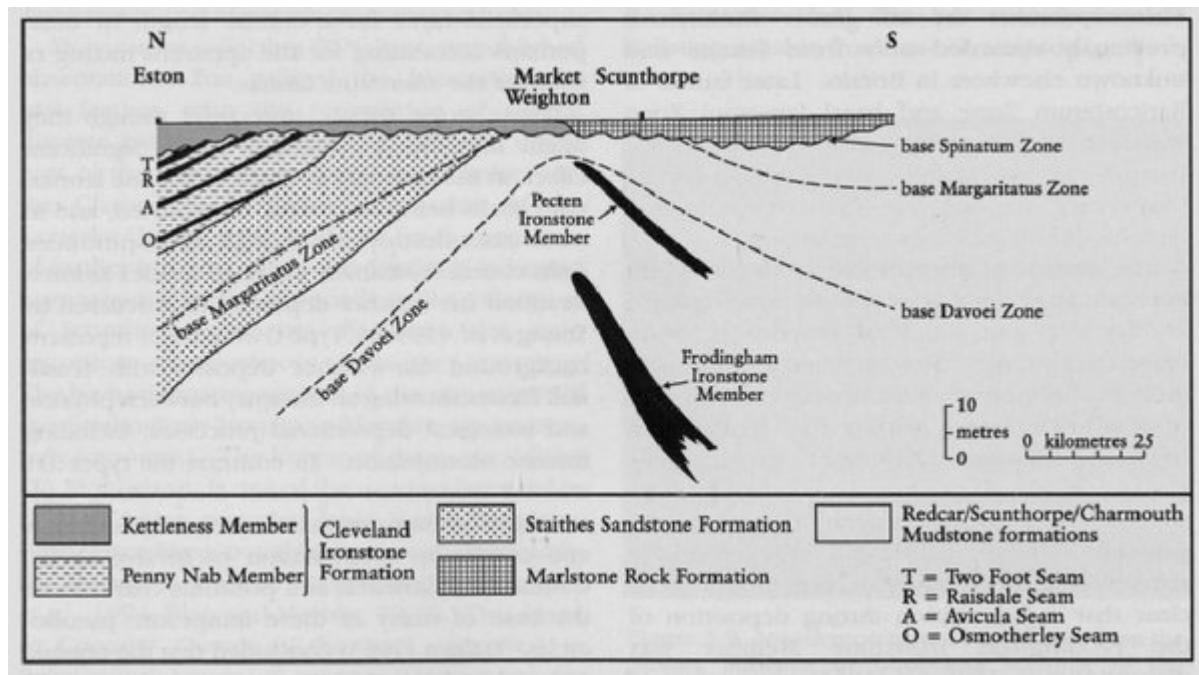 N
S
Eston
Market
Weighton
Scunthorpe
T
R
A
O
base Spinatum Zone
base Margaritatus Zone
Pecten
Ironstone
Member
base Margaritatus Zone
base Davoei Zone
base Davoei Zone
Frodingham
Ironstone
Member
10
metres
0
0 kilometres 25
Kettleness Member
Penny Nab Member
Cleveland
Ironstone
Formation
Staithes Sandstone Formation
Marlstone Rock Formation
Redcar/Scunthorpe/Charmouth
Mudstone formations
T = Two Foot Seam
R = Raisdale Seam
A = Avicula Seam
O = Osmotherley Seam